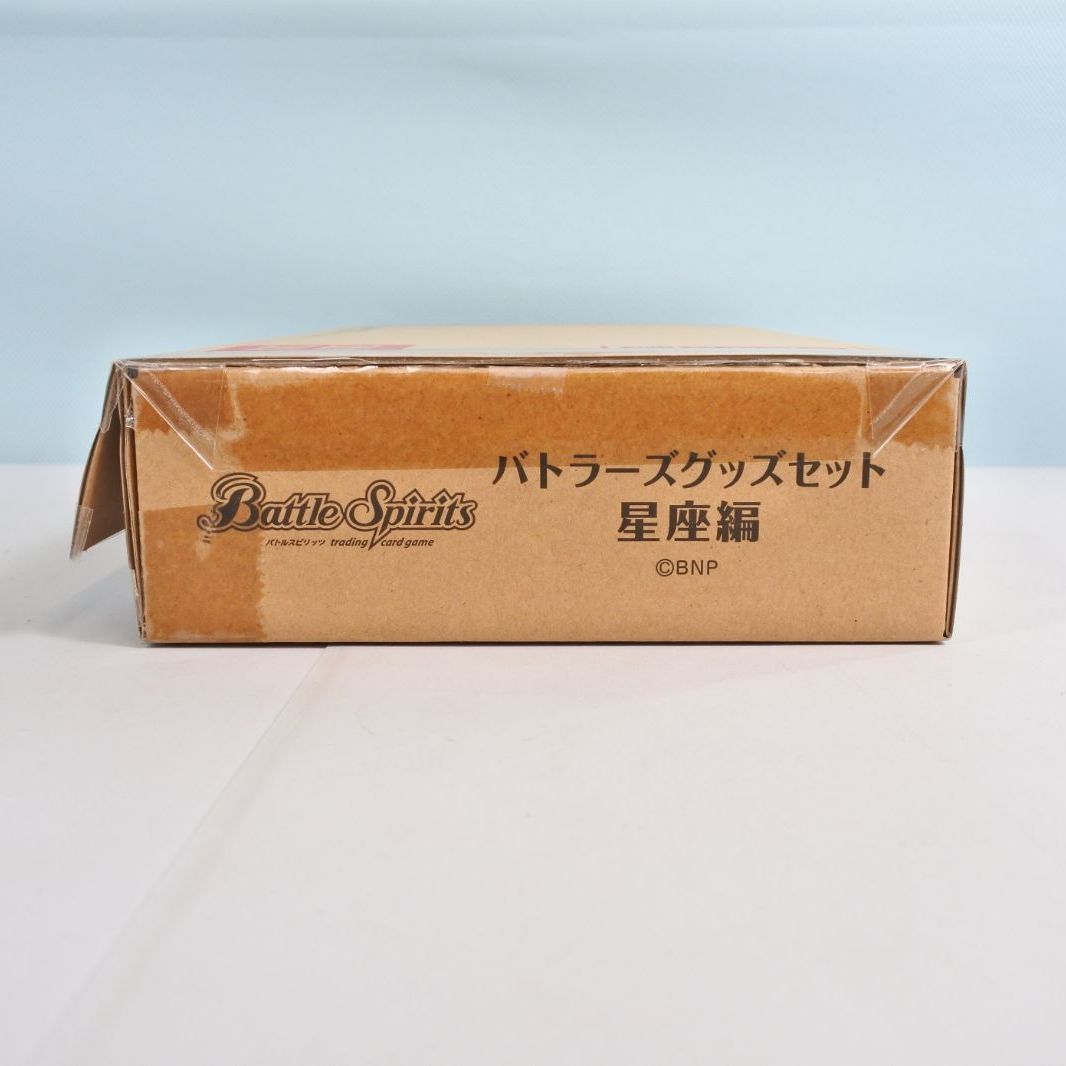 Battle Spirits
バトルスピリッツ trading card game
バトラーズグッズセット
星座編
©BNP